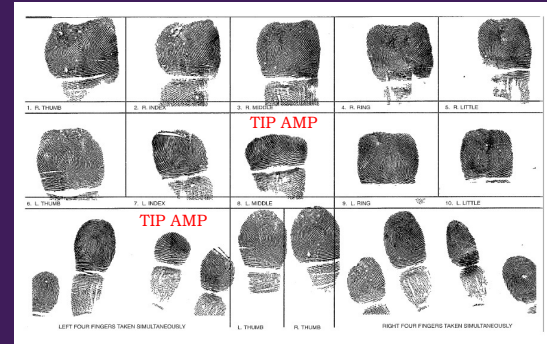 1. R. THUMB
2. R. INDEX
3. R. MIDDLE
4. R. RING
5. R. LITTLE
TIP AMP
6. L. THUMB
7. L. INDEX
8. L. MIDDLE
9. L. RING
10. L. LITTLE
TIP AMP
LEFT FOUR FINGERS TAKEN SIMULTANEOUSLY
L. THUMB
R. THUMB
RIGHT FOUR FINGERS TAKEN SIMULTANEOUSLY